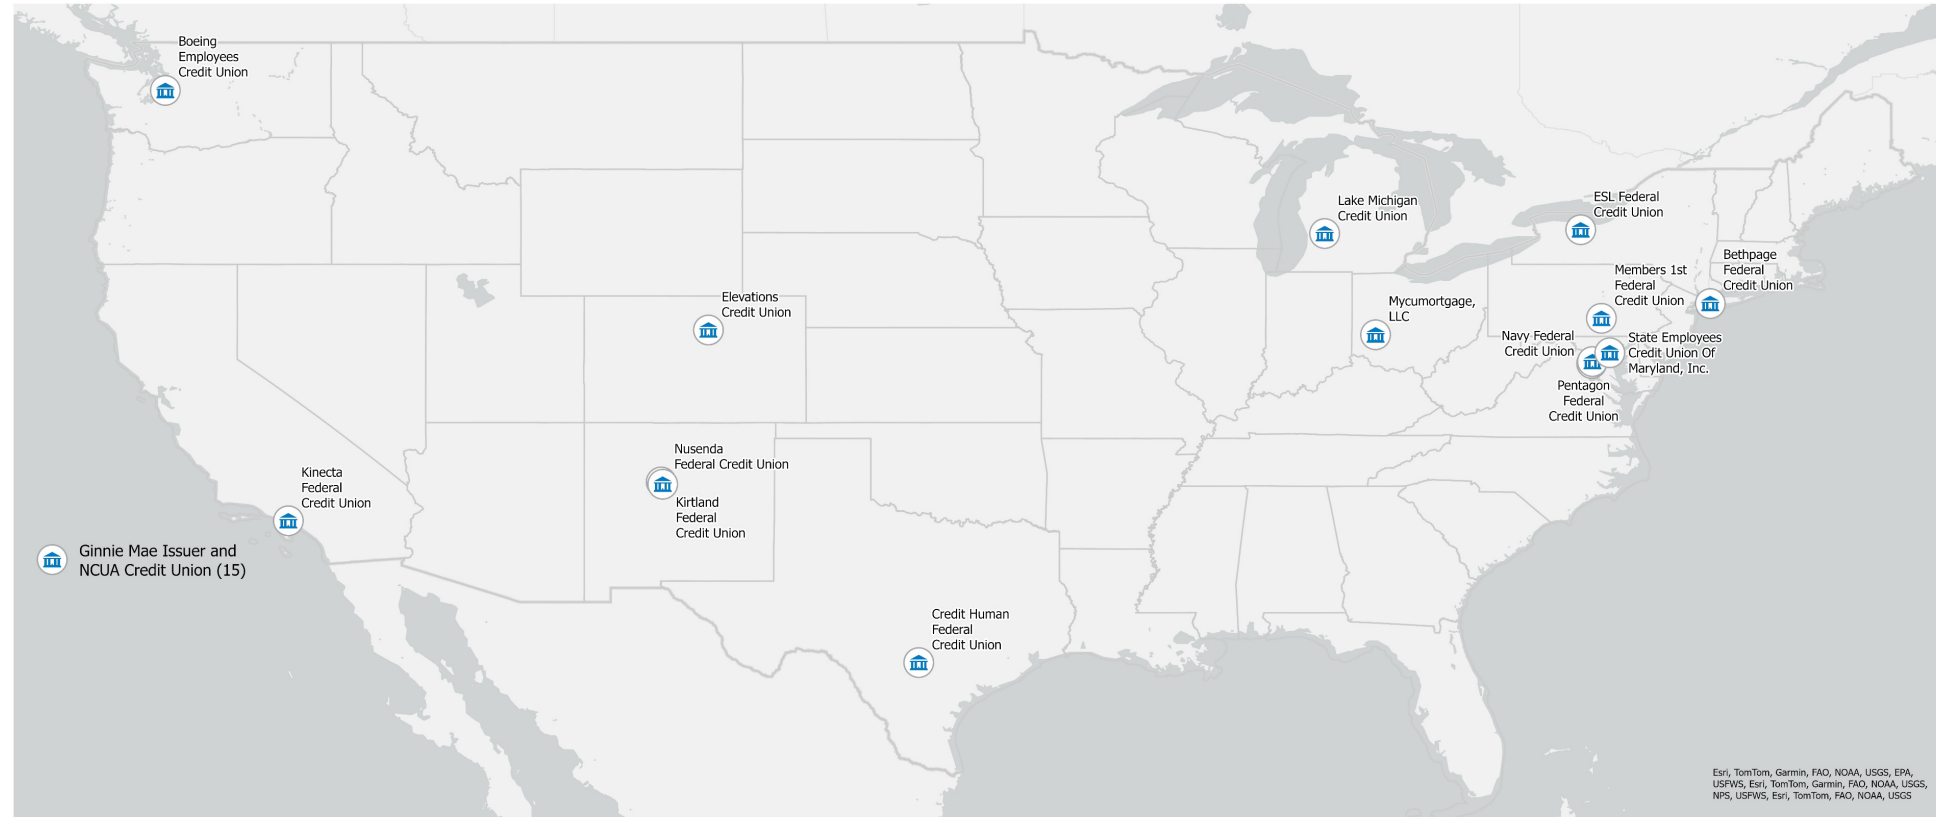 Boeing
Employees
Credit Union
Lake Michigan
Credit Union
ESL Federal
Credit Union
Bethpage
Federal
Credit Union
Members 1st
Federal
Credit Union
Elevations
Credit Union
Mycumortgage,
LLC
Navy Federal
Credit Union
State Employees
Credit Union Of
Maryland, Inc.
Pentagon
Federal
Credit Union
Nusenda
Federal Credit Union
Kirtland
Federal
Credit Union
Kinecta
Federal
Credit Union
Ginnie Mae Issuer and
NCUA Credit Union (15)
Credit Human
Federal
Credit Union
Esri, TomTom, Garmin, FAO, NOAA, USGS, EPA,
USFWS, Esri, TomTom, Garmin, FAO, NOAA, USGS,
NPS, USFWS, Esri, TomTom, FAO, NOAA, USGS